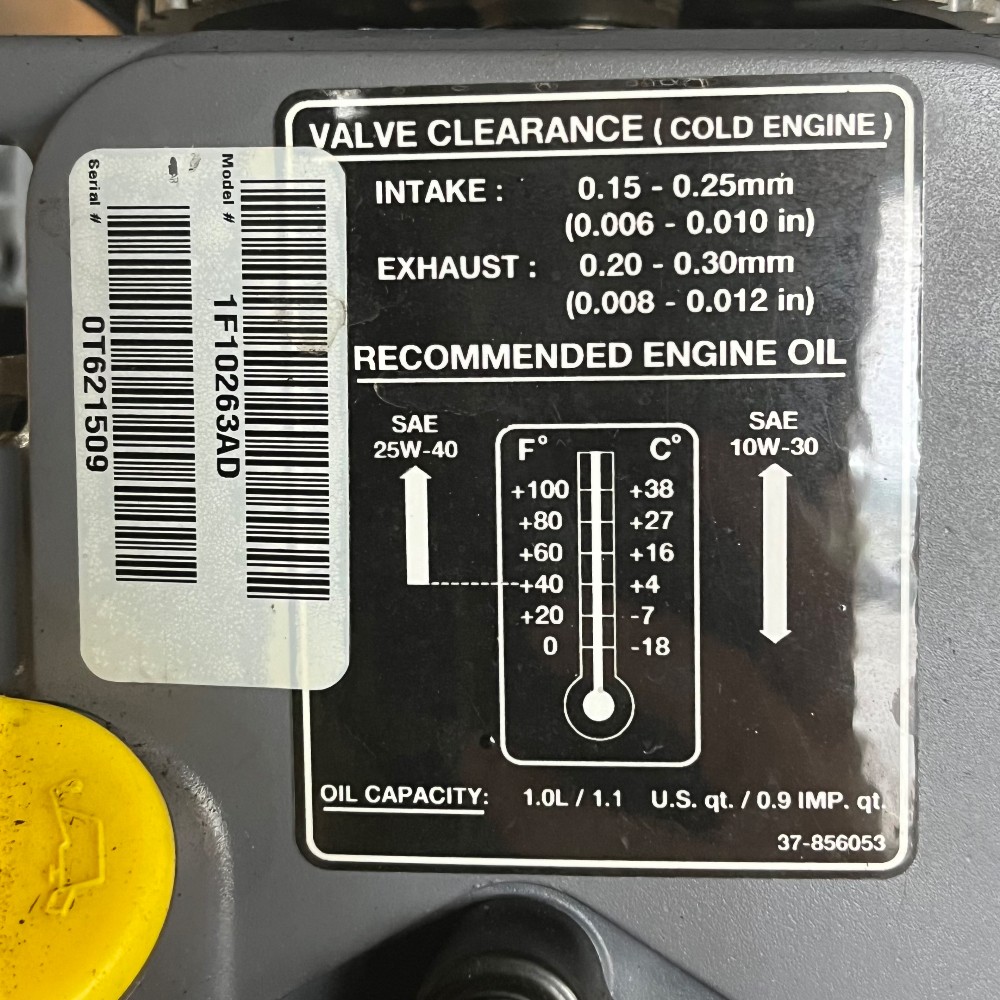 VALVE CLEARANCE ( COLD ENGINE )
INTAKE : 0.15 - 0.25mm
(0.006 - 0.010 in)
EXHAUST : 0.20 - 0.30mm
(0.008 - 0.012 in)
RECOMMENDED ENGINE OIL
SAE
25W-40
F° C°
+100 +38
+80 +27
+60 +16
+40 +4
+20 -7
0 -18
SAE
10W-30
OIL CAPACITY: 1.0L / 1.1 U.S. qt. / 0.9 IMP. qt.
37-856053
Model #
1F10263AD
Serial #
0T621509